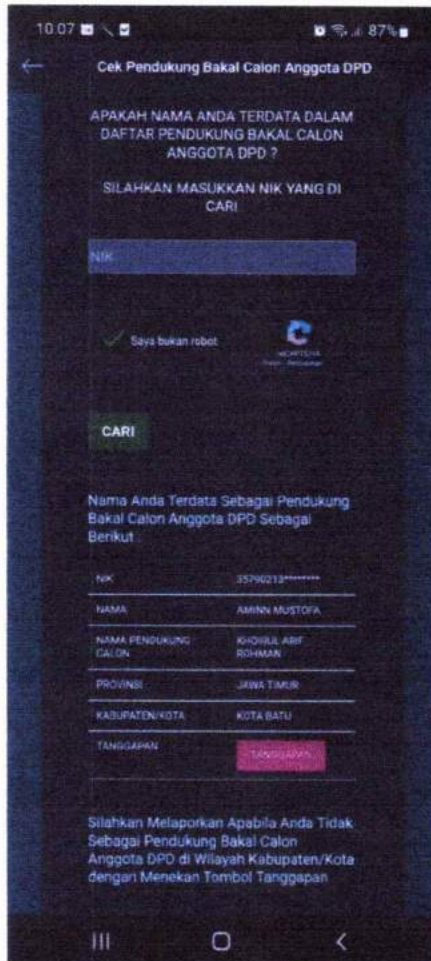 10.07
87%
Cek Pendukung Bakal Calon Anggota DPD
APAKAH NAMA ANDA TERDATA DALAM
DAFTAR PENDUKUNG BAKAL CALON
ANGGOTA DPD ?
SILAHKAN MASUKKAN NIK YANG DI
CARI
NIK
Saya bukan robot
reCAPTCHA
CARI
Nama Anda Terdata Sebagai Pendukung
Bakal Calon Anggota DPD Sebagai
Berikut
NIK 35790213********
NAMA AMINN MUSTOFA
NAMA PENDUKUNG
CALON
KHOIRUL ARIF
ROHMAN
PROVINSI JAWA TIMUR
KABUPATEN/KOTA KOTA BATU
TANGGAPAN TANGGAPAN
Silahkan Melaporkan Apabila Anda Tidak
Sebagai Pendukung Bakal Calon
Anggota DPD di Wilayah Kabupaten/Kota
dengan Menekan Tombol Tanggapan